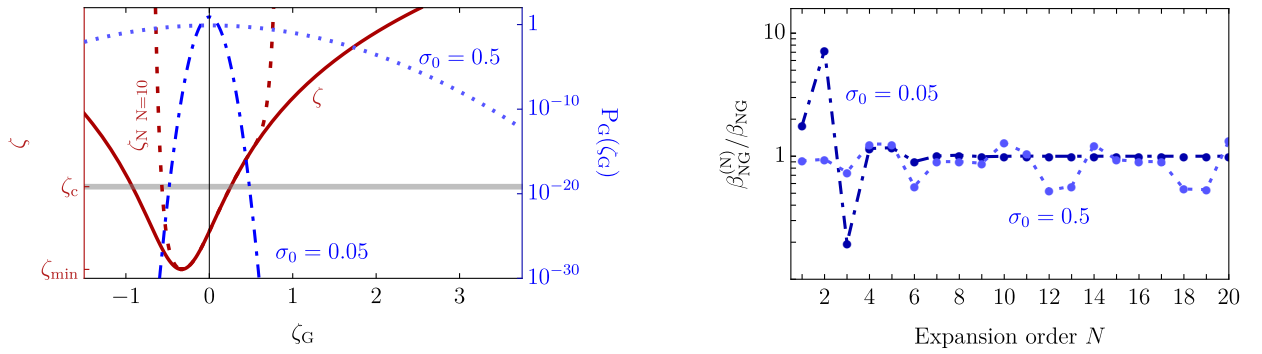 ζ
ζc
ζmin
ζN N=10
ζ
σ₀ = 0.5
σ₀ = 0.05
1
10⁻¹⁰
10⁻²⁰
10⁻³⁰
PG(ζG)
−1 0 1 2 3
ζG
β(N)NG/βNG
10
1
σ₀ = 0.05
σ₀ = 0.5
2 4 6 8 10 12 14 16 18 20
Expansion order N